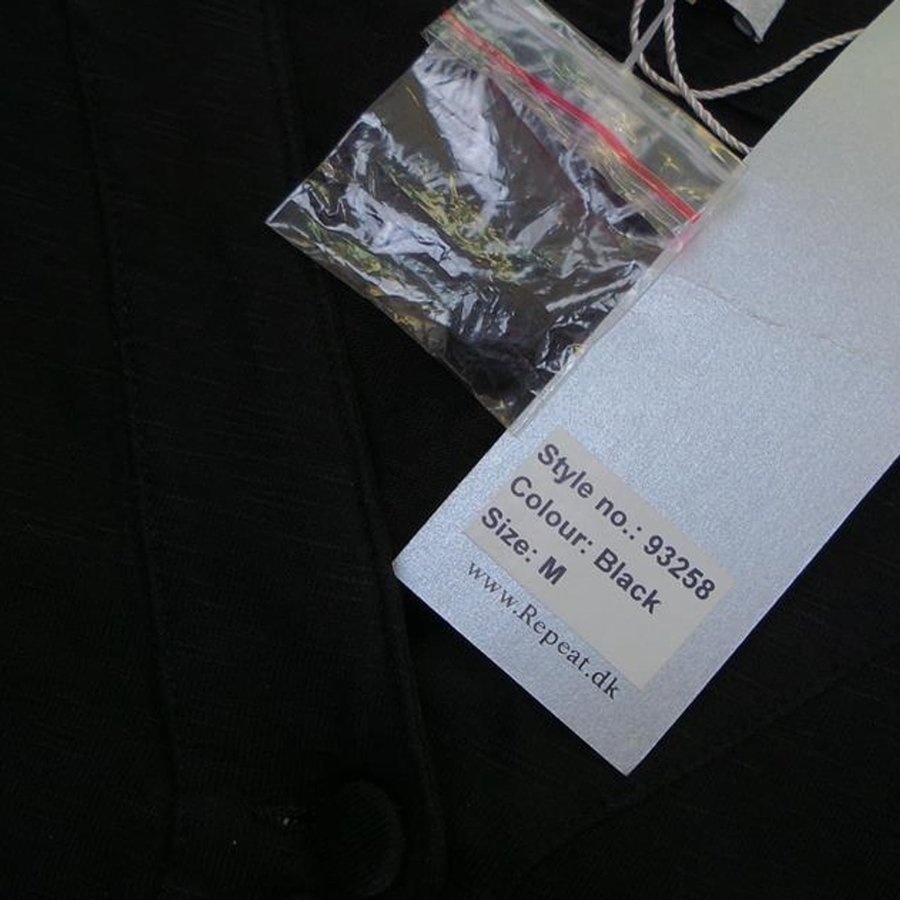 Style no.: 93258
Colour: Black
Size: M
www.Repeat.dk